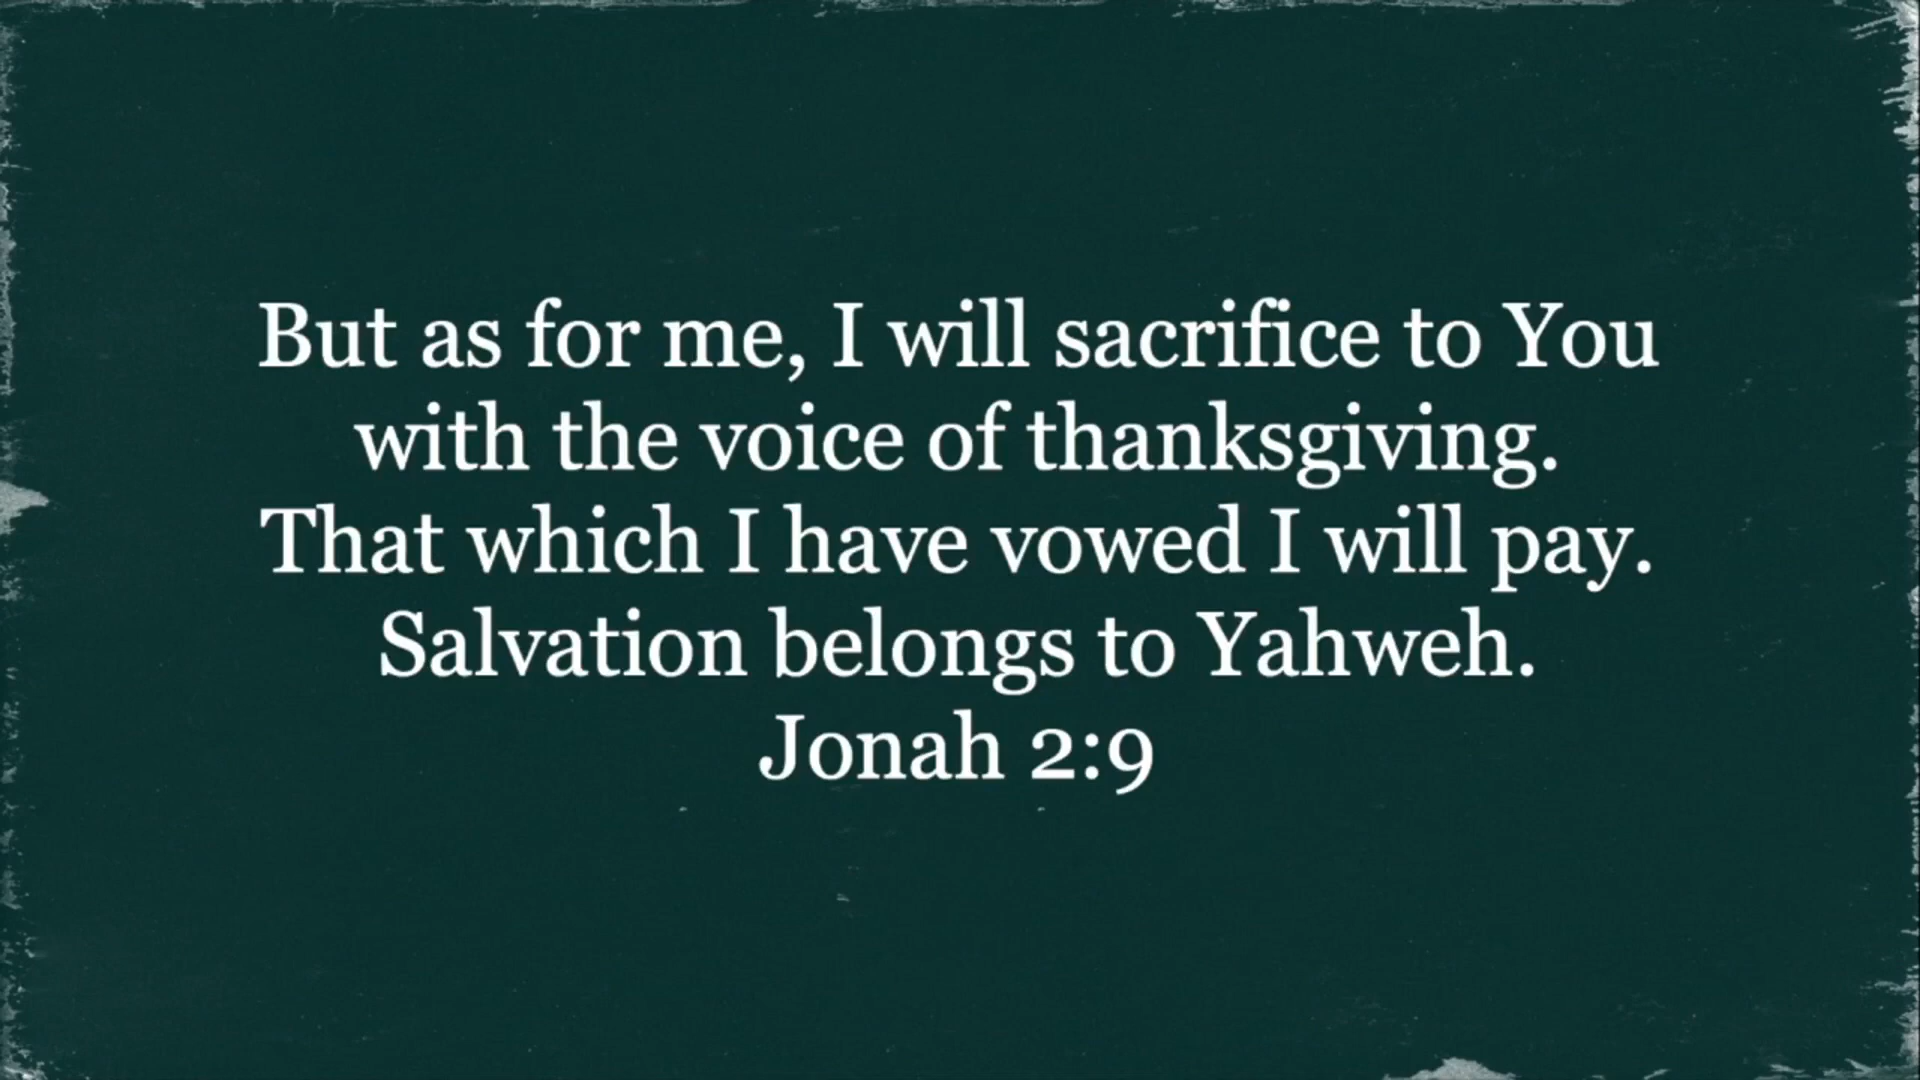 But as for me, I will sacrifice to You
with the voice of thanksgiving.
That which I have vowed I will pay.
Salvation belongs to Yahweh.
Jonah 2:9